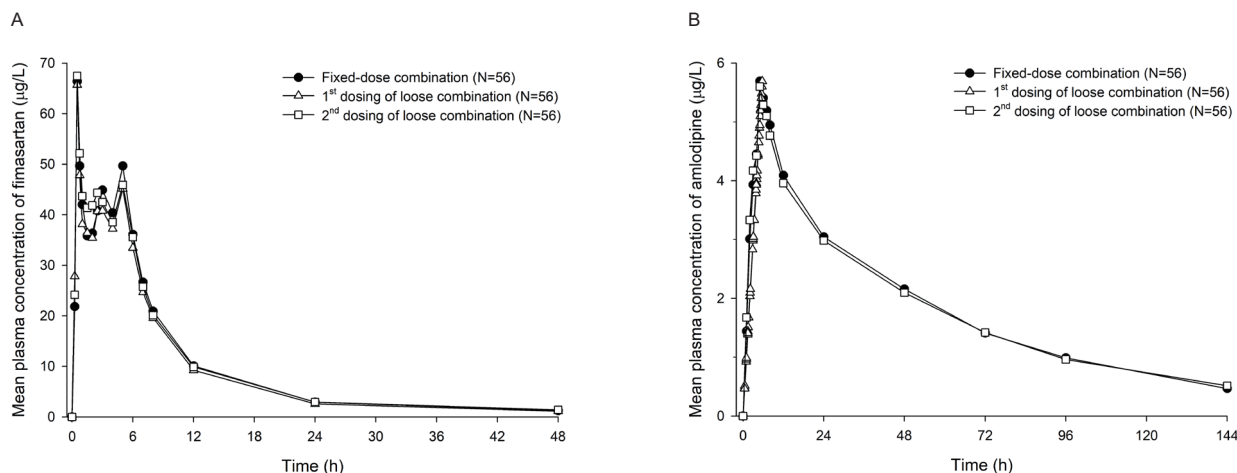 A
Mean plasma concentration of fimasartan (µg/L)
70
60
50
40
30
20
10
0
Fixed-dose combination (N=56)
1st dosing of loose combination (N=56)
2nd dosing of loose combination (N=56)
0 6 12 18 24 30 36 42 48
Time (h)
B
Mean plasma concentration of amlodipine (µg/L)
6
4
2
0
Fixed-dose combination (N=56)
1st dosing of loose combination (N=56)
2nd dosing of loose combination (N=56)
0 24 48 72 96 120 144
Time (h)